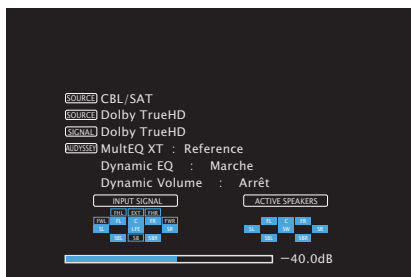 SOURCE CBL/SAT
SOURCE Dolby TrueHD
SIGNAL Dolby TrueHD
AUDYSSEY MultEQ XT : Reference
Dynamic EQ : Marche
Dynamic Volume : Arrêt
INPUT SIGNAL ACTIVE SPEAKERS
FHL EXT FHR
FWL FL C FR FWR FL C FR
SL LFE SR SL SW SR
SBL SB SBR SBL SBR
−40.0dB